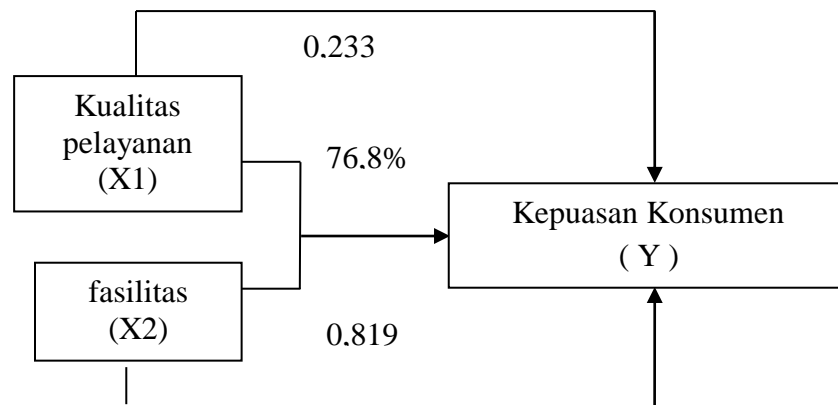 0,233
Kualitas
pelayanan
(X1)
76,8%
Kepuasan Konsumen
( Y )
fasilitas
(X2)
0,819